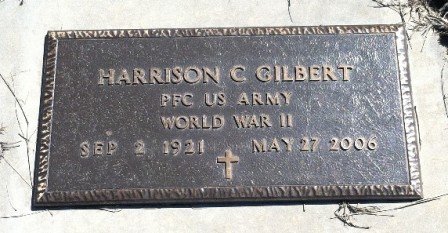 HARRISON C GILBERT
PFC US ARMY
WORLD WAR II
SEP 2 1921 MAY 27 2006